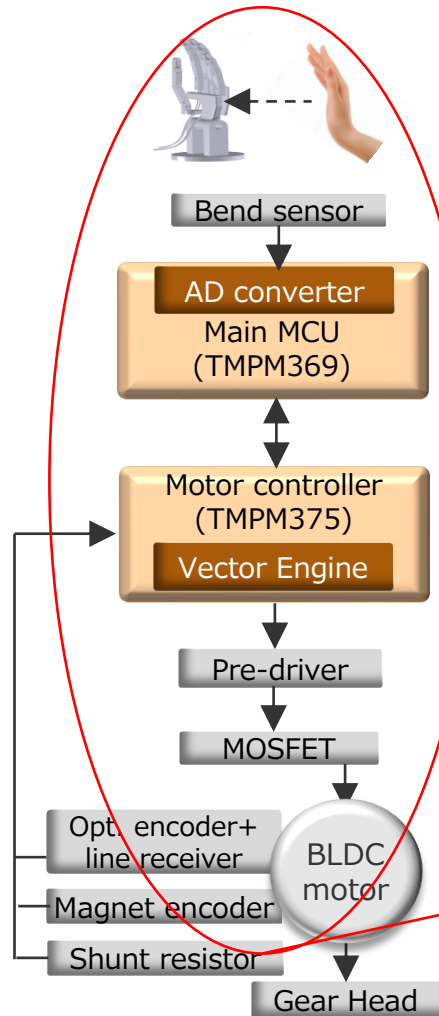 Bend sensor
AD converter
Main MCU
(TMPM369)
Motor controller
(TMPM375)
Vector Engine
Pre-driver
MOSFET
Opt. encoder+
line receiver
BLDC
motor
Magnet encoder
Shunt resistor
Gear Head